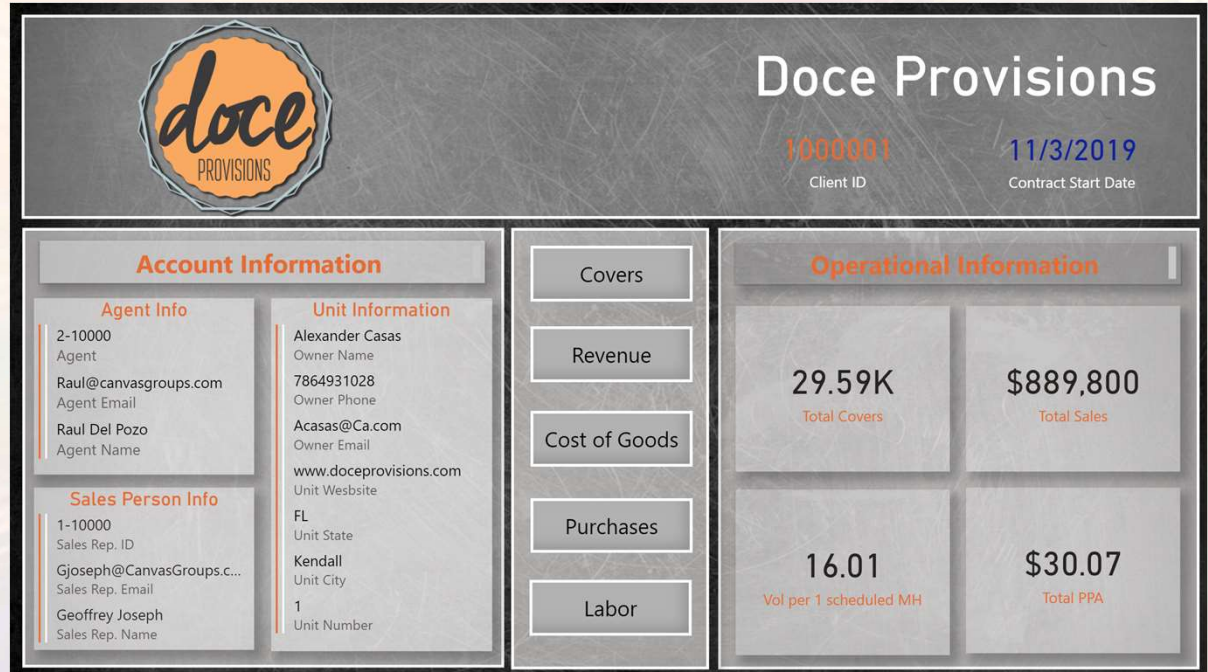 doce
PROVISIONS
Doce Provisions
1000001
Client ID
11/3/2019
Contract Start Date
Account Information
Agent Info
2-10000
Agent
Raul@canvasgroups.com
Agent Email
Raul Del Pozo
Agent Name
Sales Person Info
1-10000
Sales Rep. ID
Gjoseph@CanvasGroups.c...
Sales Rep. Email
Geoffrey Joseph
Sales Rep. Name
Unit Information
Alexander Casas
Owner Name
7864931028
Owner Phone
Acasas@Ca.com
Owner Email
www.doceprovisions.com
Unit Wesbsite
FL
Unit State
Kendall
Unit City
1
Unit Number
Covers
Revenue
Cost of Goods
Purchases
Labor
Operational Information
29.59K
Total Covers
$889,800
Total Sales
16.01
Vol per 1 scheduled MH
$30.07
Total PPA